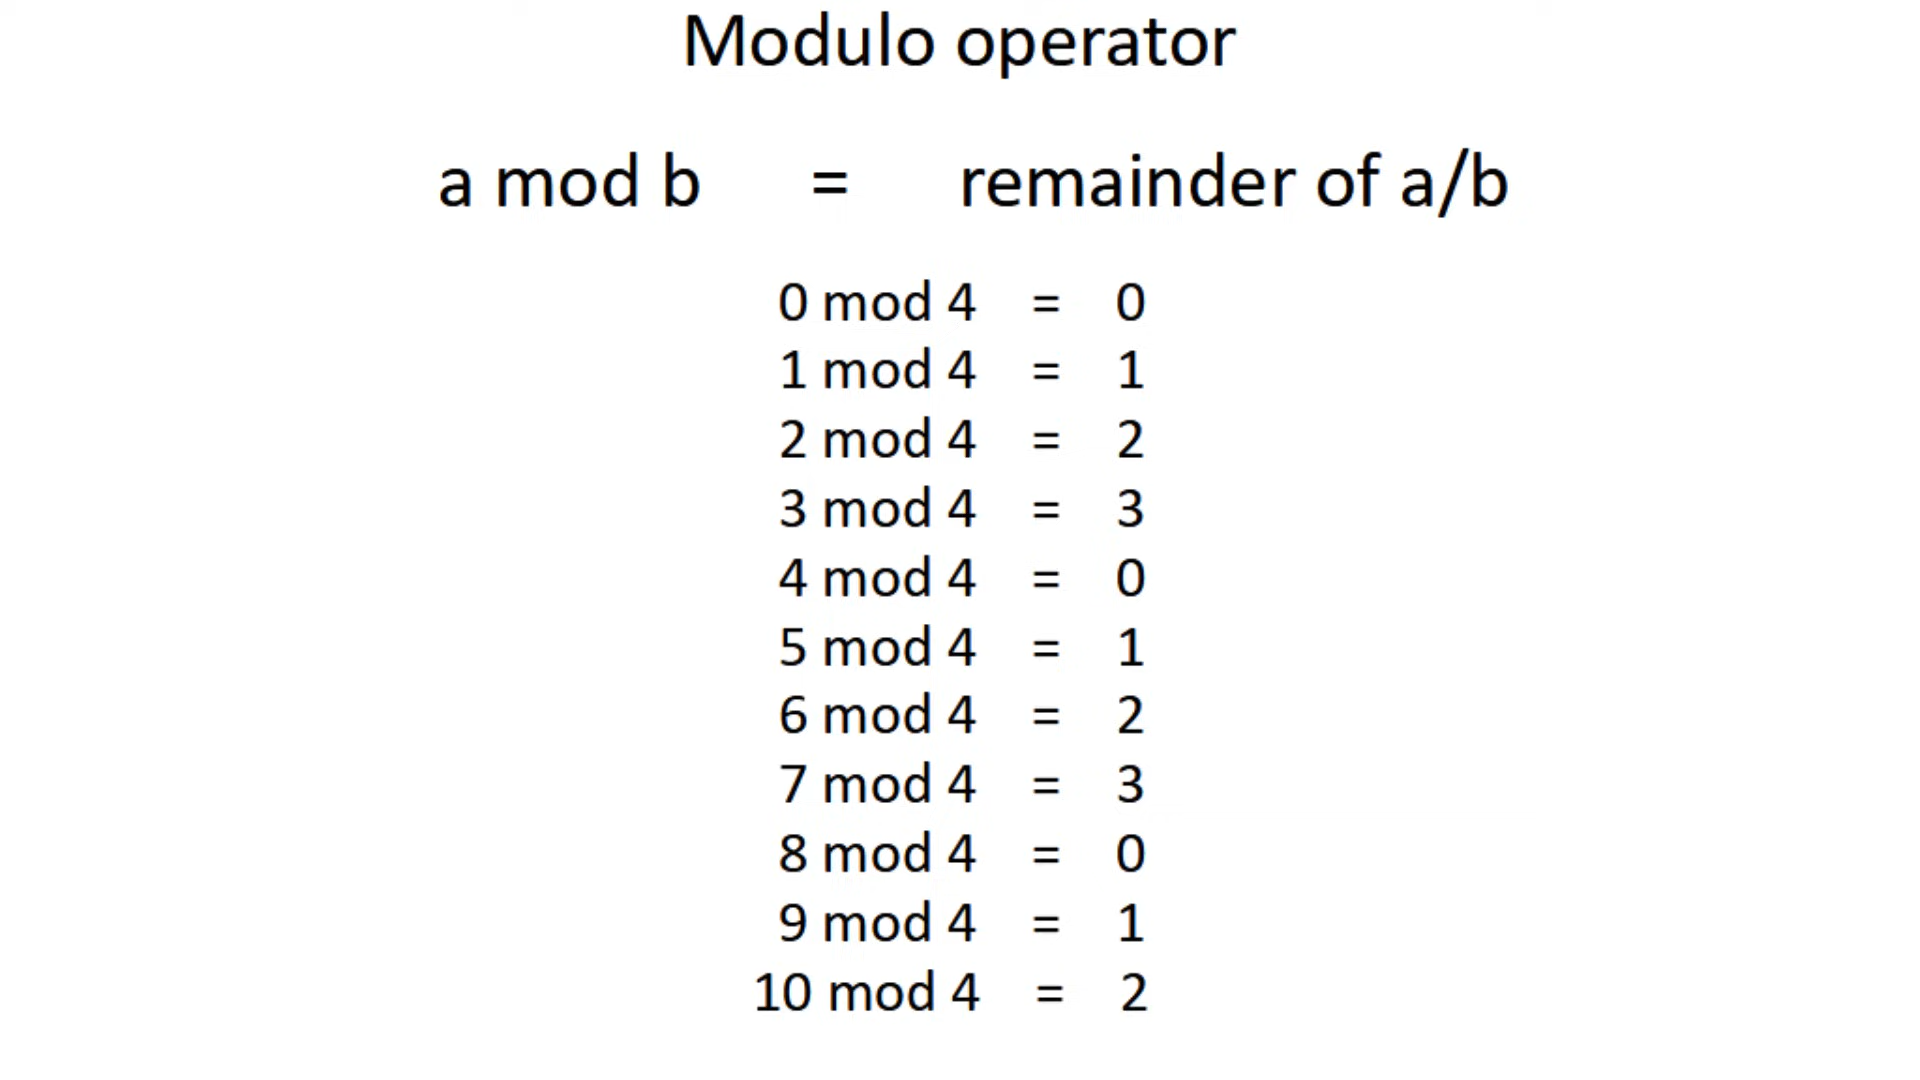 Modulo operator
a mod b = remainder of a/b
0 mod 4 = 0
1 mod 4 = 1
2 mod 4 = 2
3 mod 4 = 3
4 mod 4 = 0
5 mod 4 = 1
6 mod 4 = 2
7 mod 4 = 3
8 mod 4 = 0
9 mod 4 = 1
10 mod 4 = 2